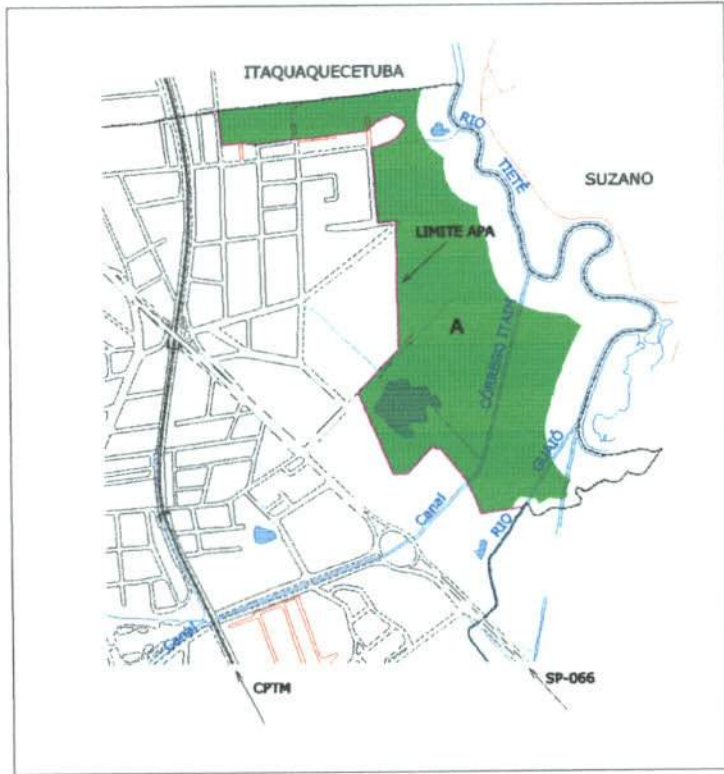 ITAQUAQUECETUBA
RIO
TIETÊ
SUZANO
LIMITE APA
A
CÓRREGO ITAIM
GUAIÓ
RIO
Canal
Canal
CPTM
SP-066